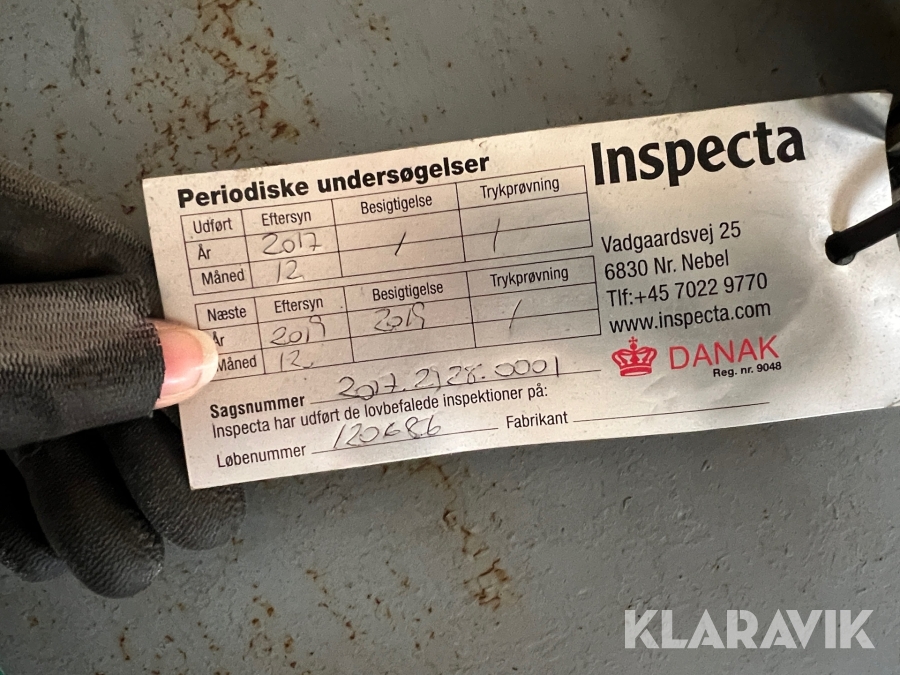 Periodiske undersøgelser
Udført Eftersyn Besigtigelse Trykprøvning
År 2017 / /
Måned 12
Næste Eftersyn Besigtigelse Trykprøvning
År 2019 2019 /
Måned 12.
Sagsnummer 2017.2928.0001
Inspecta har udført de lovbefalede inspektioner på:
Løbenummer 120686 Fabrikant
Inspecta
Vadgaardsvej 25
6830 Nr. Nebel
Tlf:+45 7022 9770
www.inspecta.com
DANAK
Reg. nr. 9048
KLARAVIK